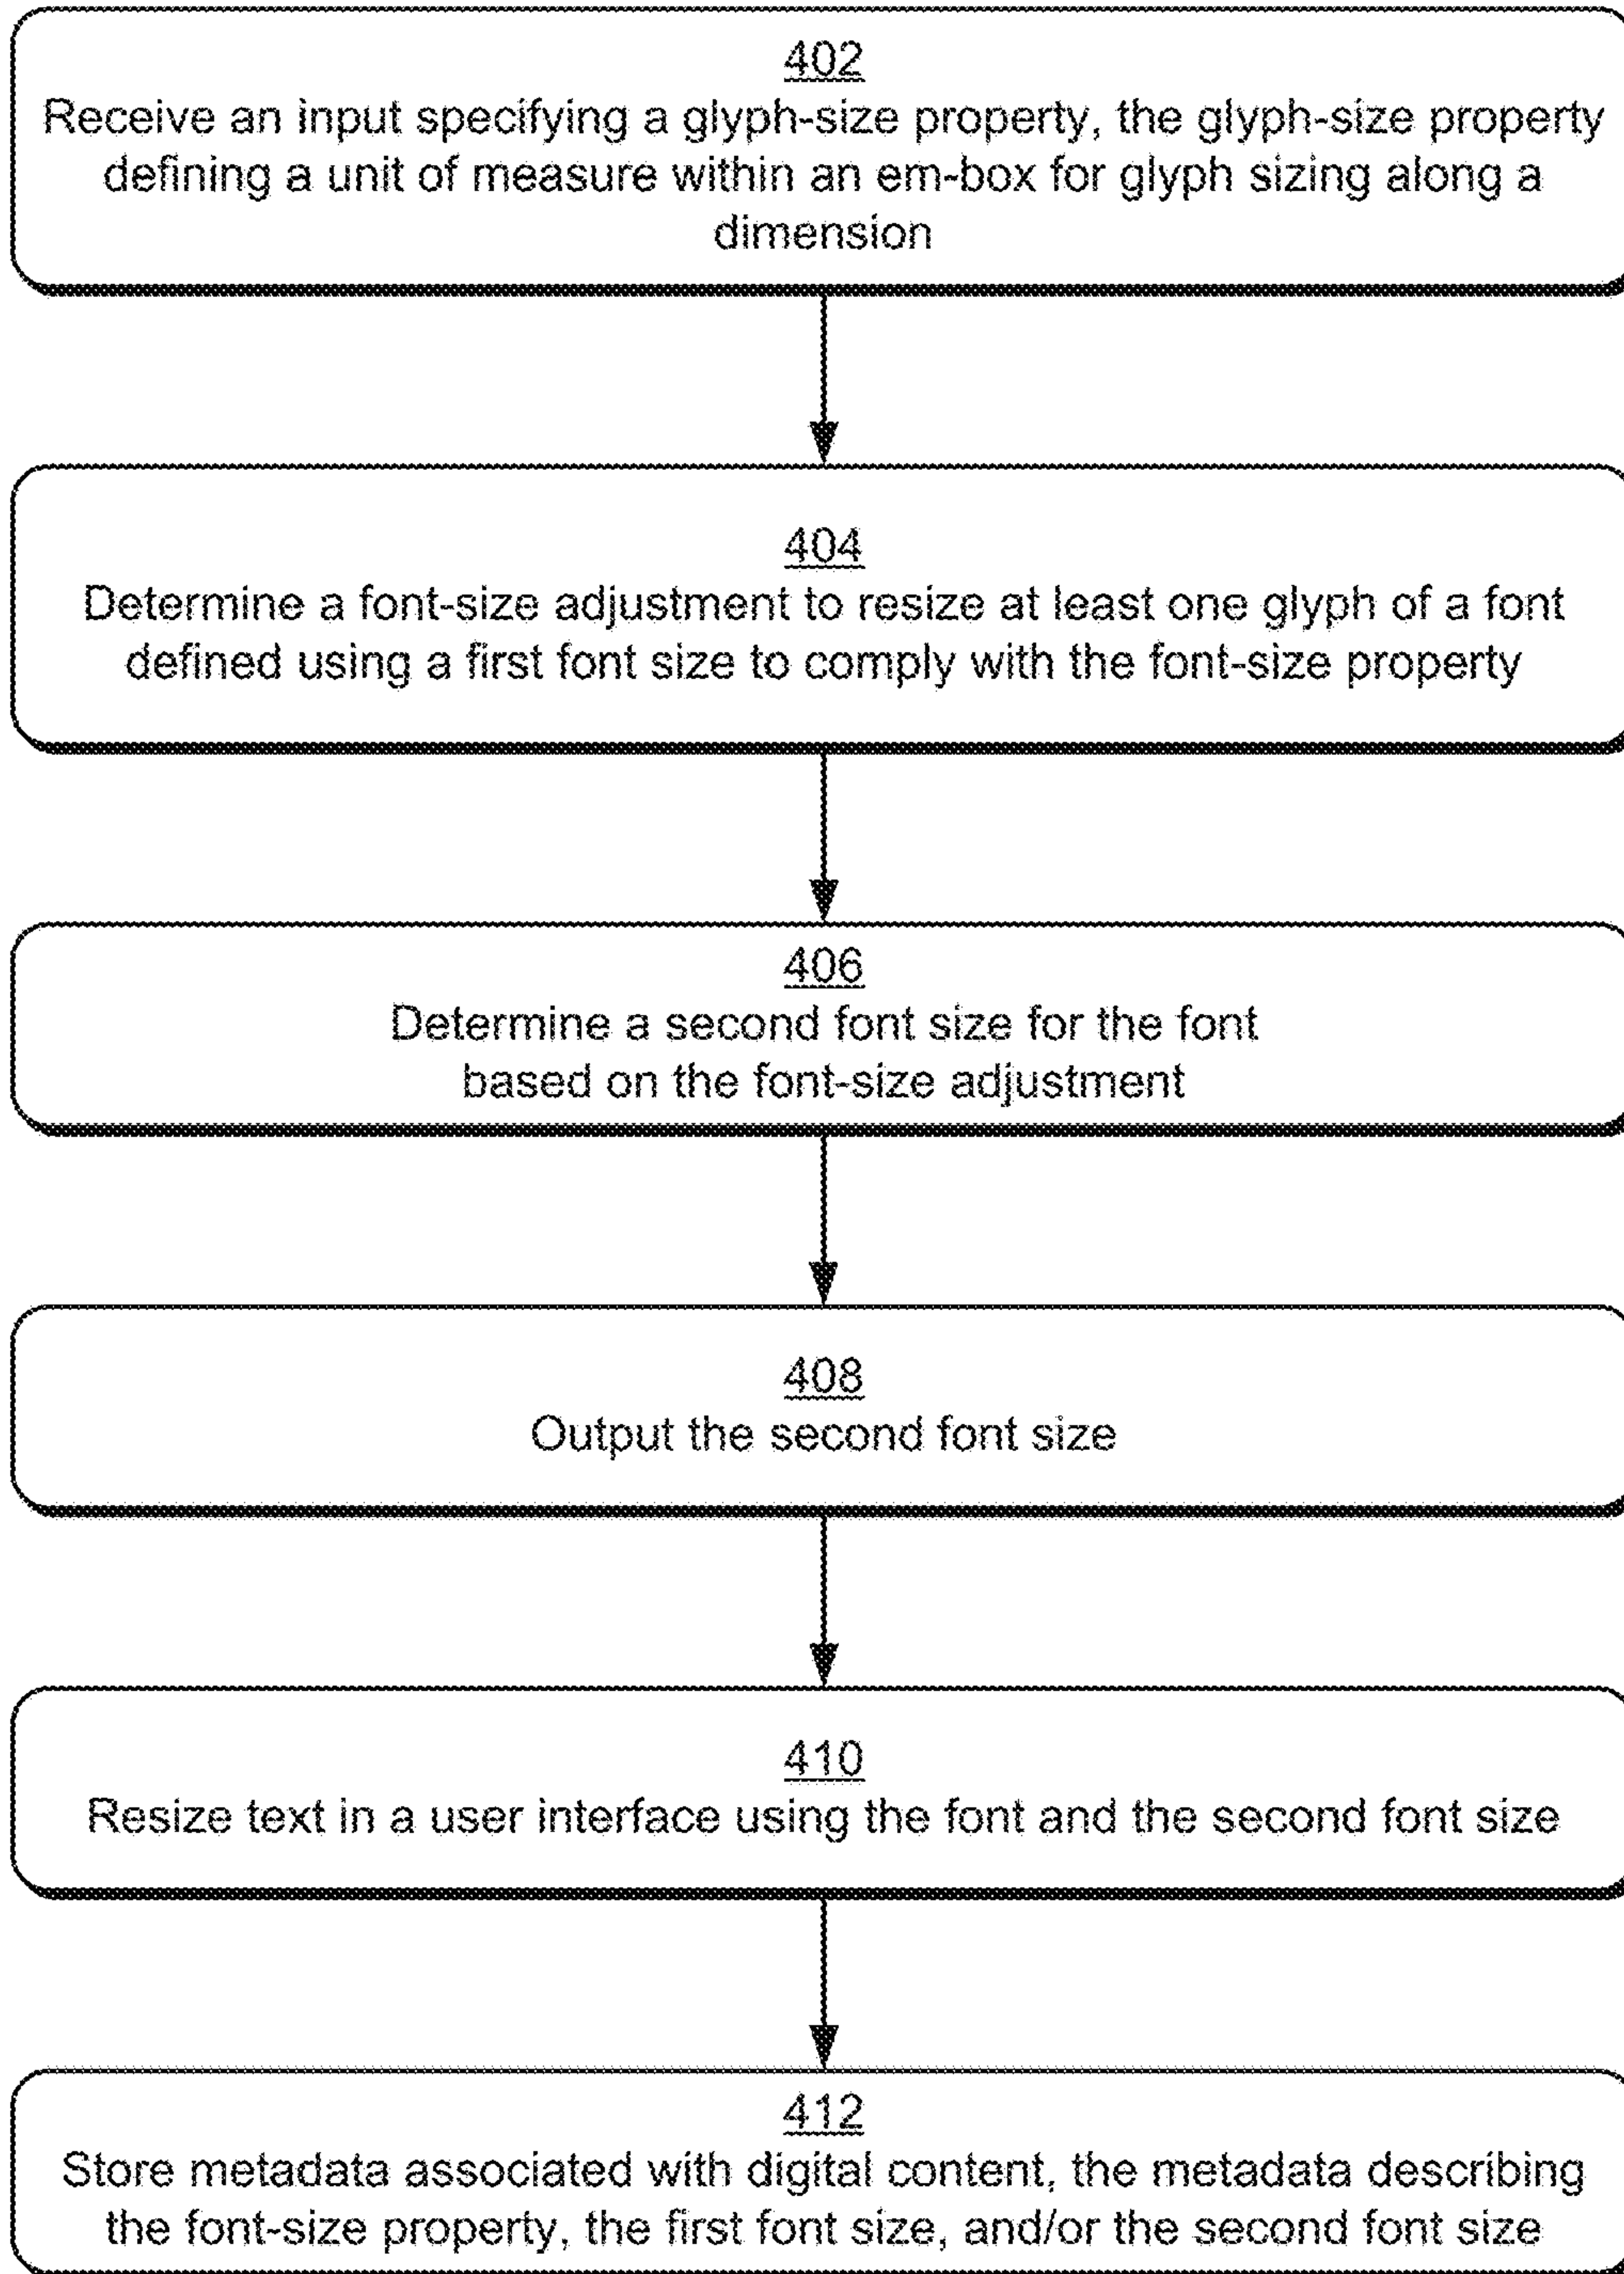 402
Receive an input specifying a glyph-size property, the glyph-size property
defining a unit of measure within an em-box for glyph sizing along a
dimension
404
Determine a font-size adjustment to resize at least one glyph of a font
defined using a first font size to comply with the font-size property
406
Determine a second font size for the font
based on the font-size adjustment
408
Output the second font size
410
Resize text in a user interface using the font and the second font size
412
Store metadata associated with digital content, the metadata describing
the font-size property, the first font size, and/or the second font size